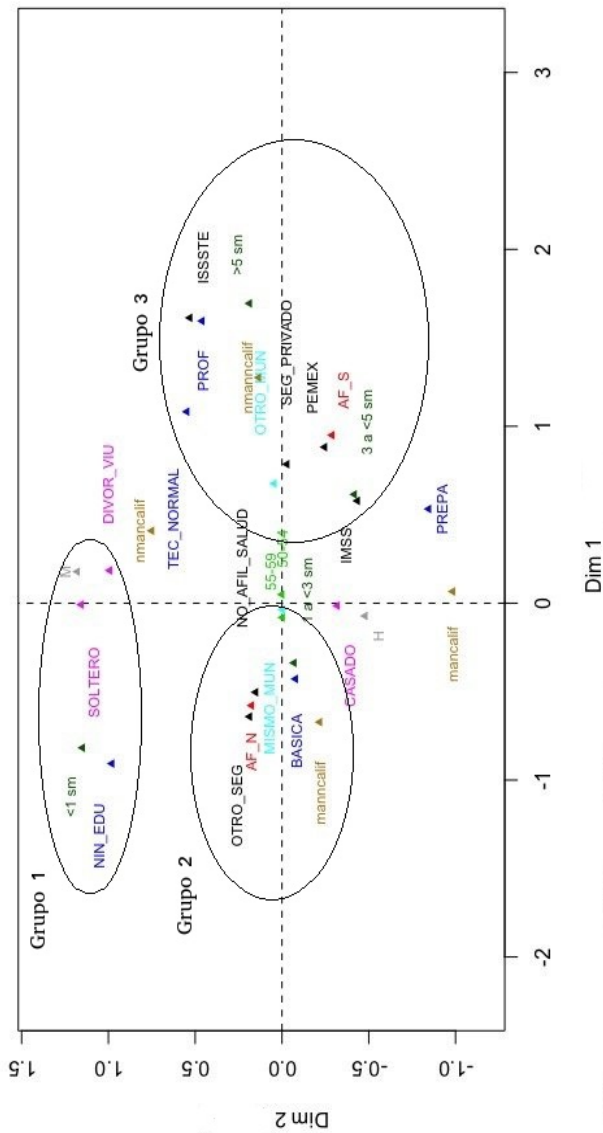 Grupo 1
Grupo 2
Grupo 3
<1 sm
NIN_EDU
SOLTERO
M
DIVOR_VIU
nmancalif
TEC_NORMAL
PROF
ISSSTE
>5 sm
nmanncalif
OTRO_MUN
SEG_PRIVADO
PEMEX
AF_S
3 a <5 sm
IMSS
PREPA
NO_AFIL_SALUD
55-59
1 a <3 sm
OTRO_SEG
AF_N
MISMO_MUN
BASICA
manncalif
CASADO
H
mancalif
1.5
1.0
0.5
0.0
-0.5
-1.0
Dim 2
-2
-1
0
1
2
3
Dim 1